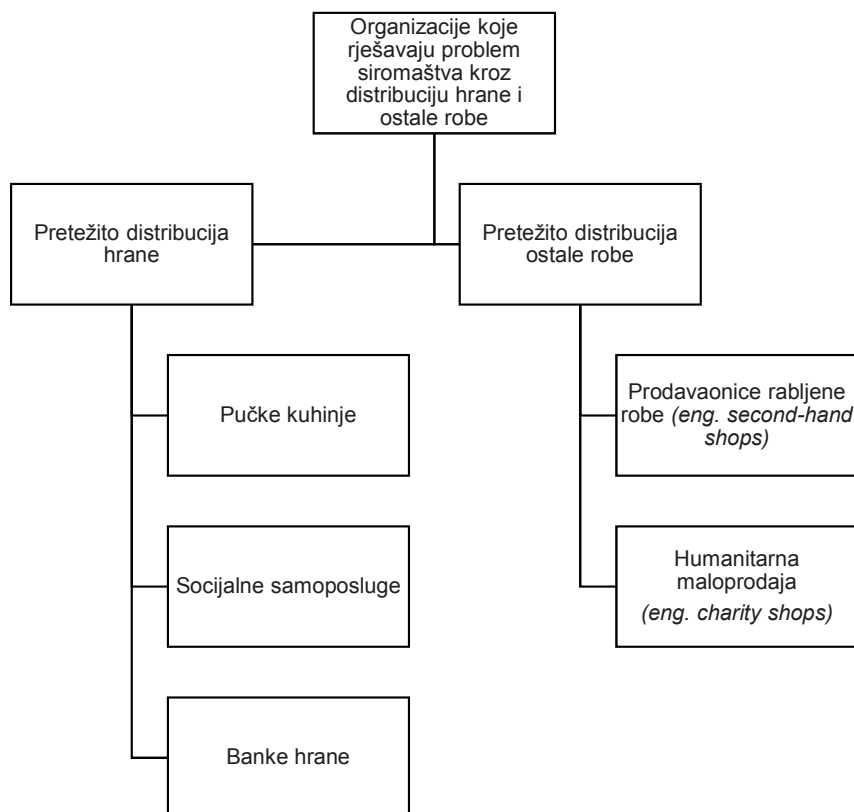 Organizacije koje
rješavaju problem
siromaštva kroz
distribuciju hrane i
ostale robe
Pretežito distribucija
hrane
Pretežito distribucija
ostale robe
Pučke kuhinje
Socijalne samoposluge
Banke hrane
Prodavaonice rabljene
robe (eng. second-hand
shops)
Humanitarna
maloprodaja
(eng. charity shops)